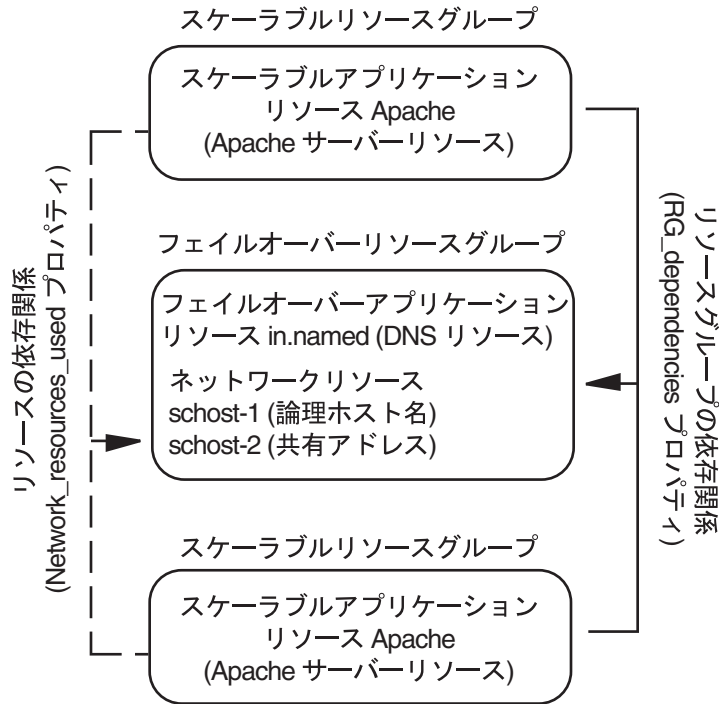 スケーラブルリソースグループ
スケーラブルアプリケーション
リソース Apache
(Apache サーバーリソース)
フェイルオーバーリソースグループ
フェイルオーバーアプリケーション
リソース in.named (DNS リソース)
ネットワークリソース
schost-1 (論理ホスト名)
schost-2 (共有アドレス)
スケーラブルリソースグループ
スケーラブルアプリケーション
リソース Apache
(Apache サーバーリソース)
リソースの依存関係
(Network_resources_used プロパティ)
リソースグループの依存関係
(RG_dependencies プロパティ)